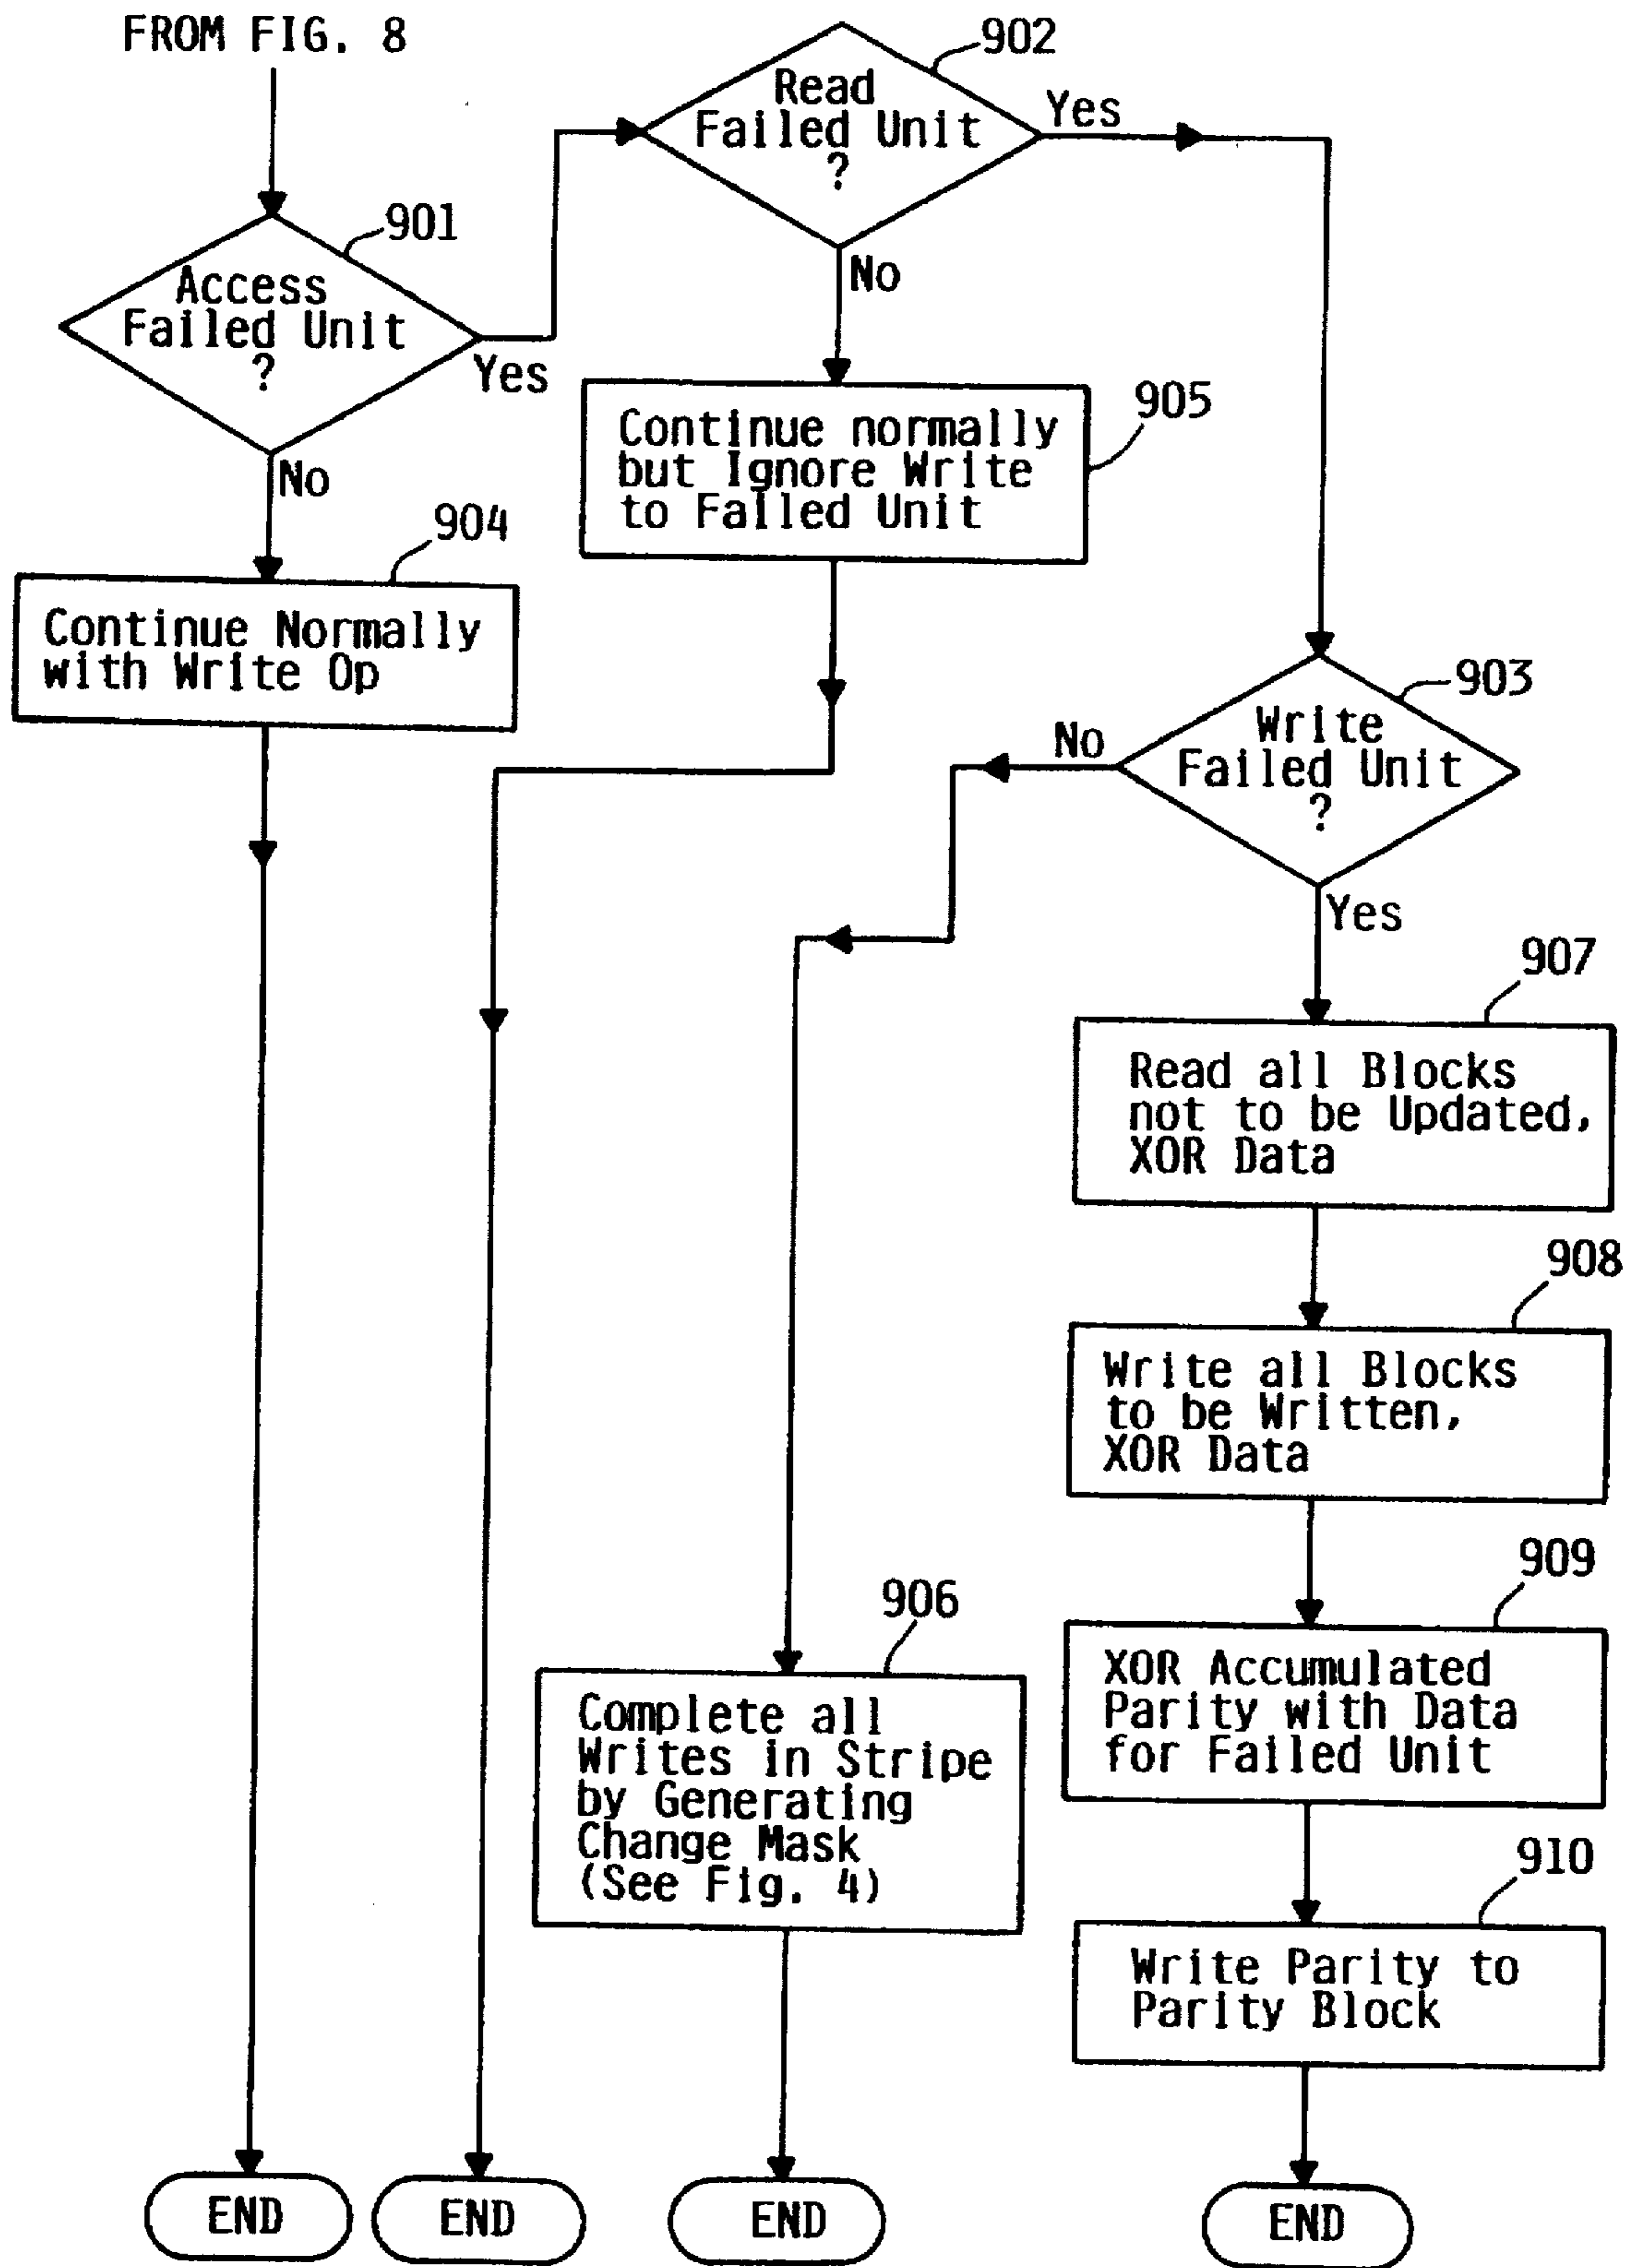 FROM FIG. 8
902
Read
Failed Unit
?
Yes
No
901
Access
Failed Unit
?
Yes
No
905
Continue normally
but Ignore Write
to Failed Unit
904
Continue Normally
with Write Op
903
Write
Failed Unit
?
No
Yes
907
Read all Blocks
not to be Updated,
XOR Data
908
Write all Blocks
to be Written,
XOR Data
909
XOR Accumulated
Parity with Data
for Failed Unit
906
Complete all
Writes in Stripe
by Generating
Change Mask
(See Fig. 4)
910
Write Parity to
Parity Block
END
END
END
END